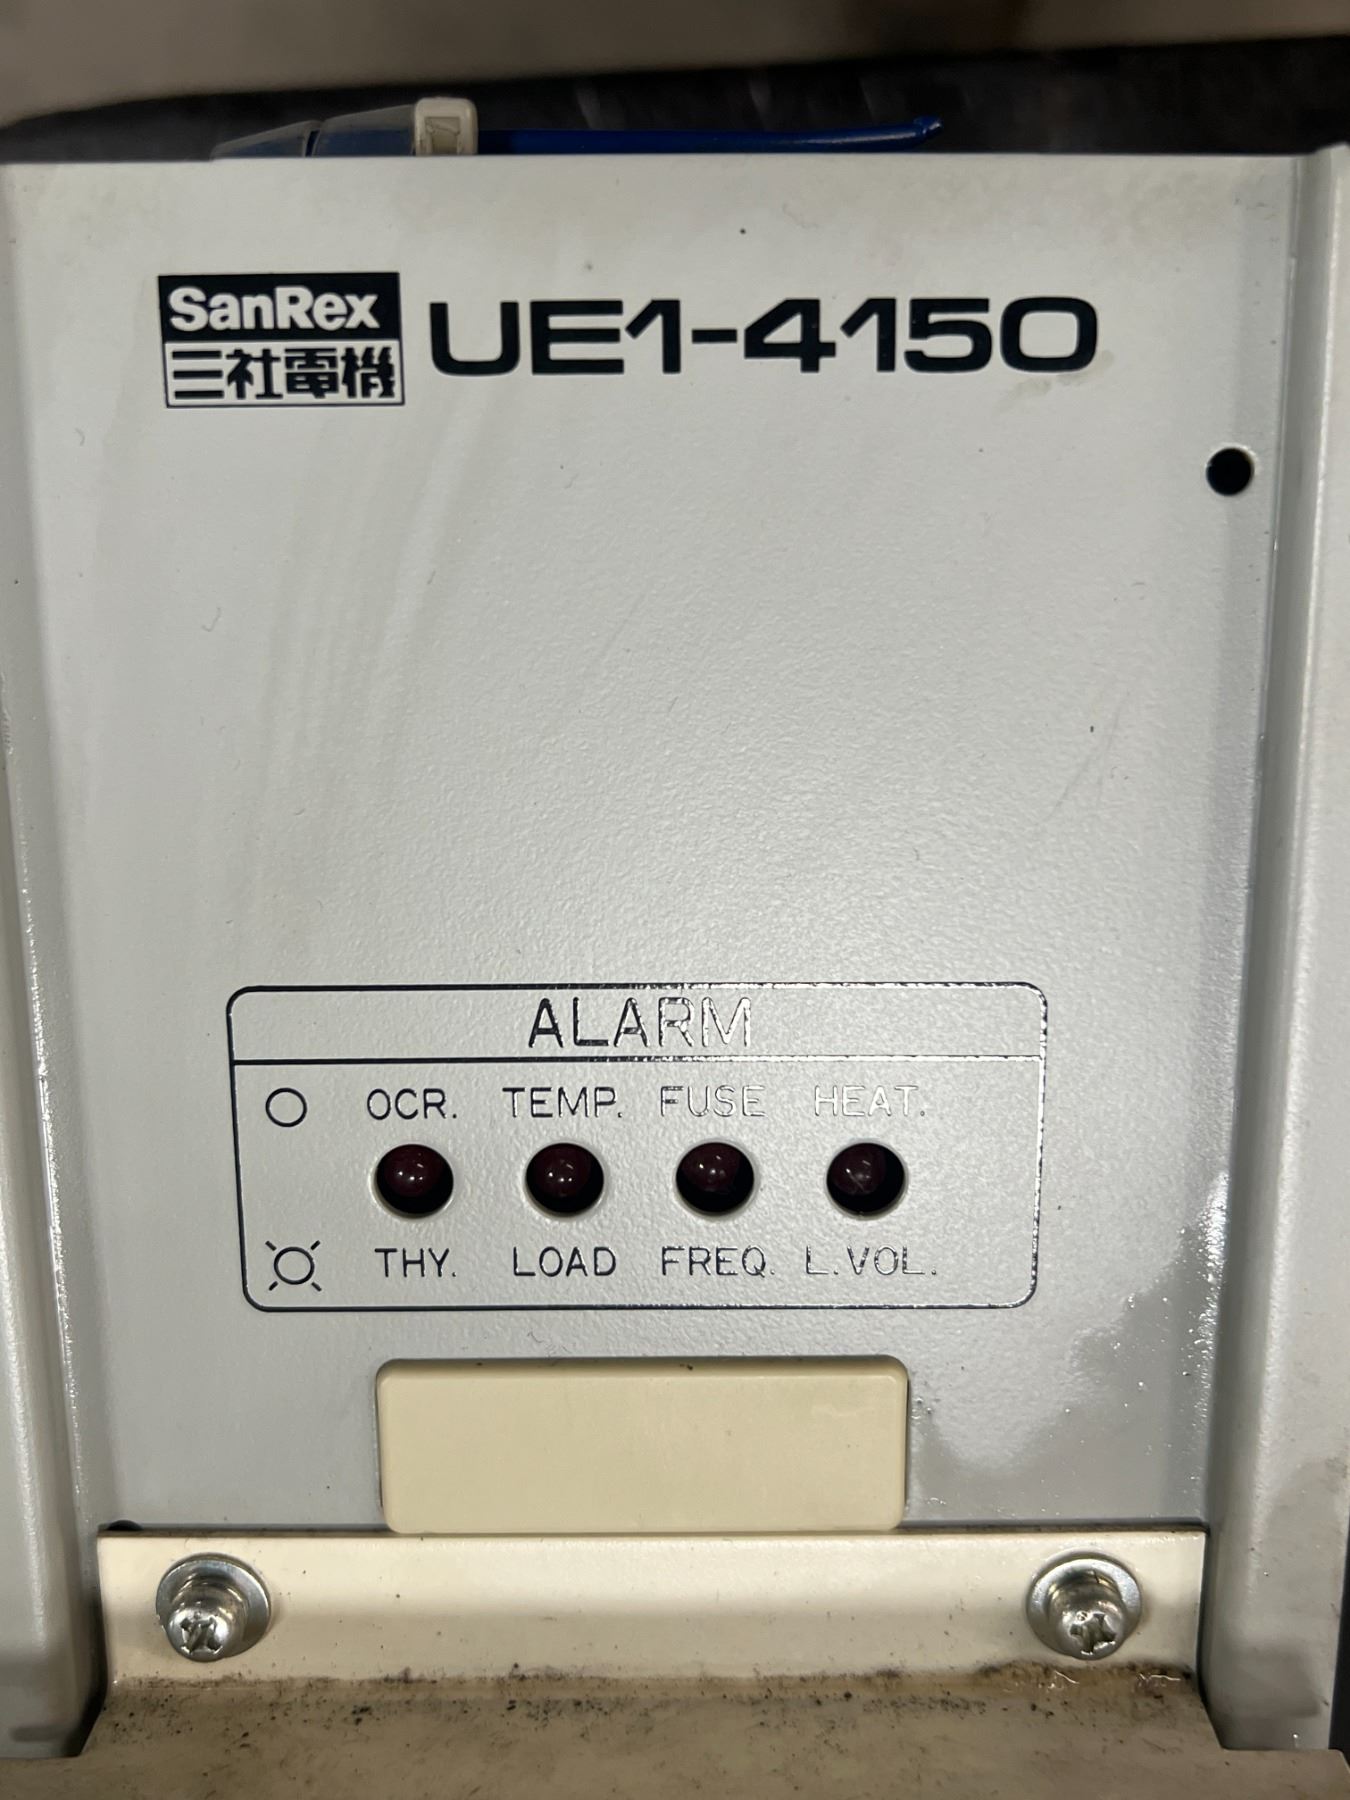 SanRex
三社電機
UE1-4150
ALARM
OCR. TEMP. FUSE HEAT.
THY. LOAD FREQ. L.VOL.